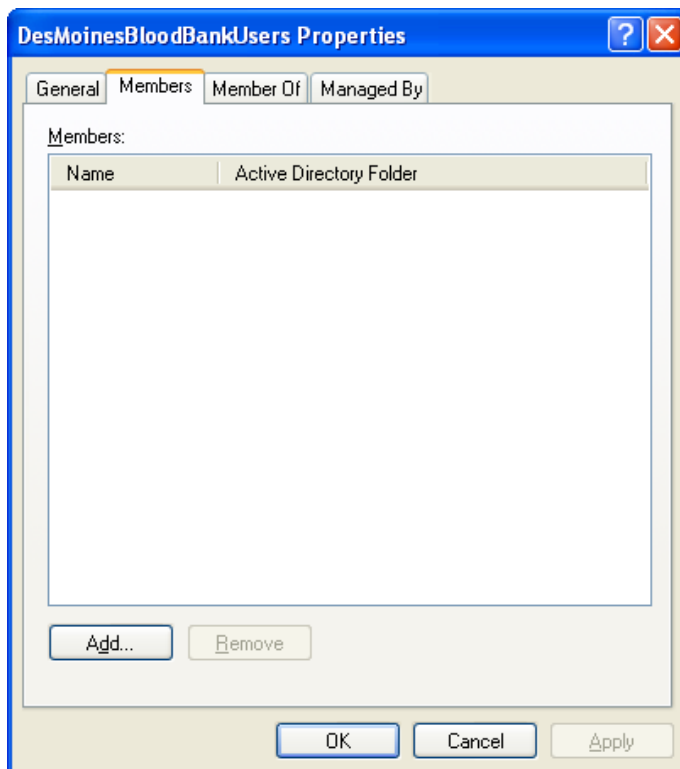 DesMoinesBloodBankUsers Properties
General Members Member Of Managed By
Members:
Name Active Directory Folder
Add... Remove
OK Cancel Apply